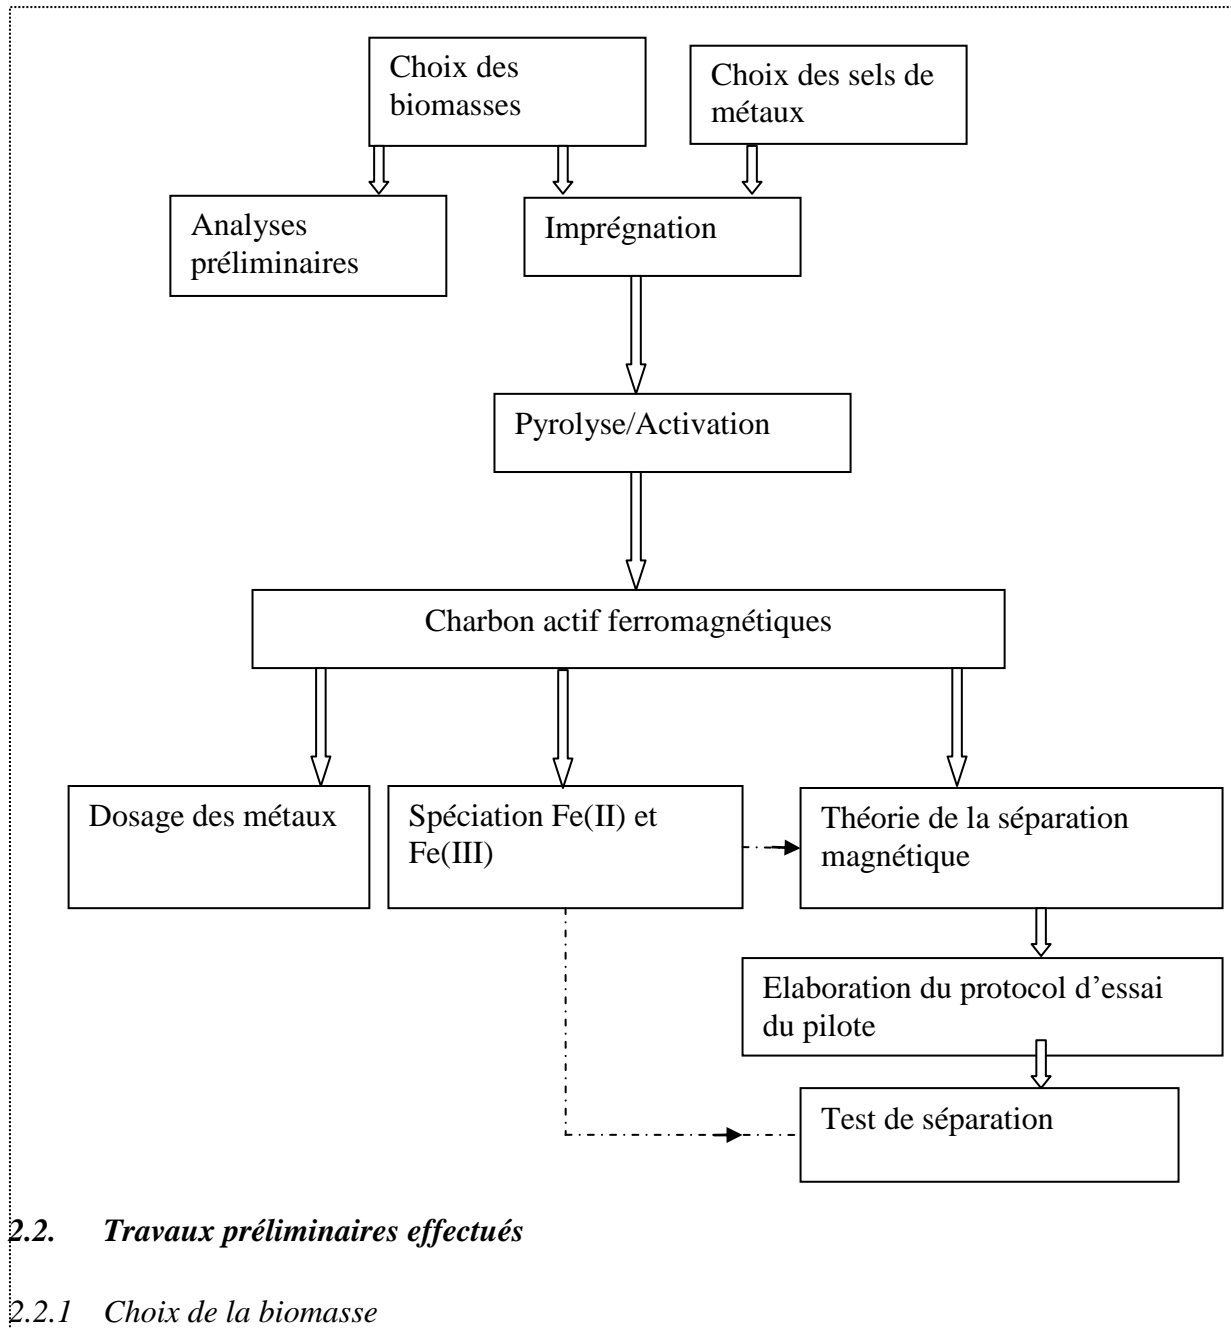 Choix des
biomasses
Choix des sels de
métaux
Analyses
préliminaires
Imprégnation
Pyrolyse/Activation
Charbon actif ferromagnétiques
Dosage des métaux
Spéciation Fe(II) et
Fe(III)
Théorie de la séparation
magnétique
Elaboration du protocol d’essai
du pilote
Test de séparation
2.2. Travaux préliminaires effectués
2.2.1 Choix de la biomasse